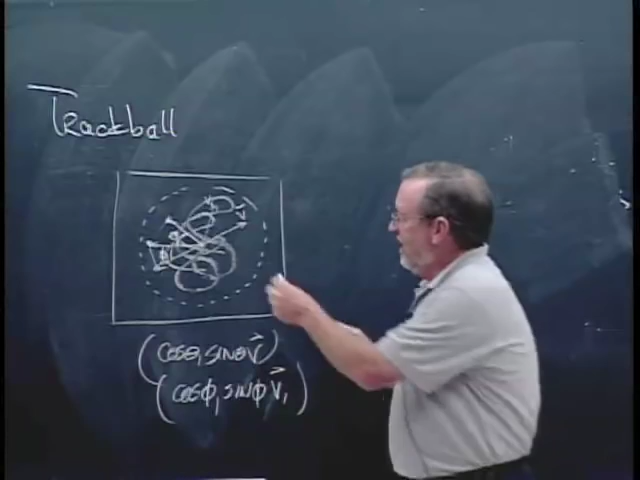 Trackball
(cosθ, sinθ v⃗)
(cosφ, sinφ v⃗₁)